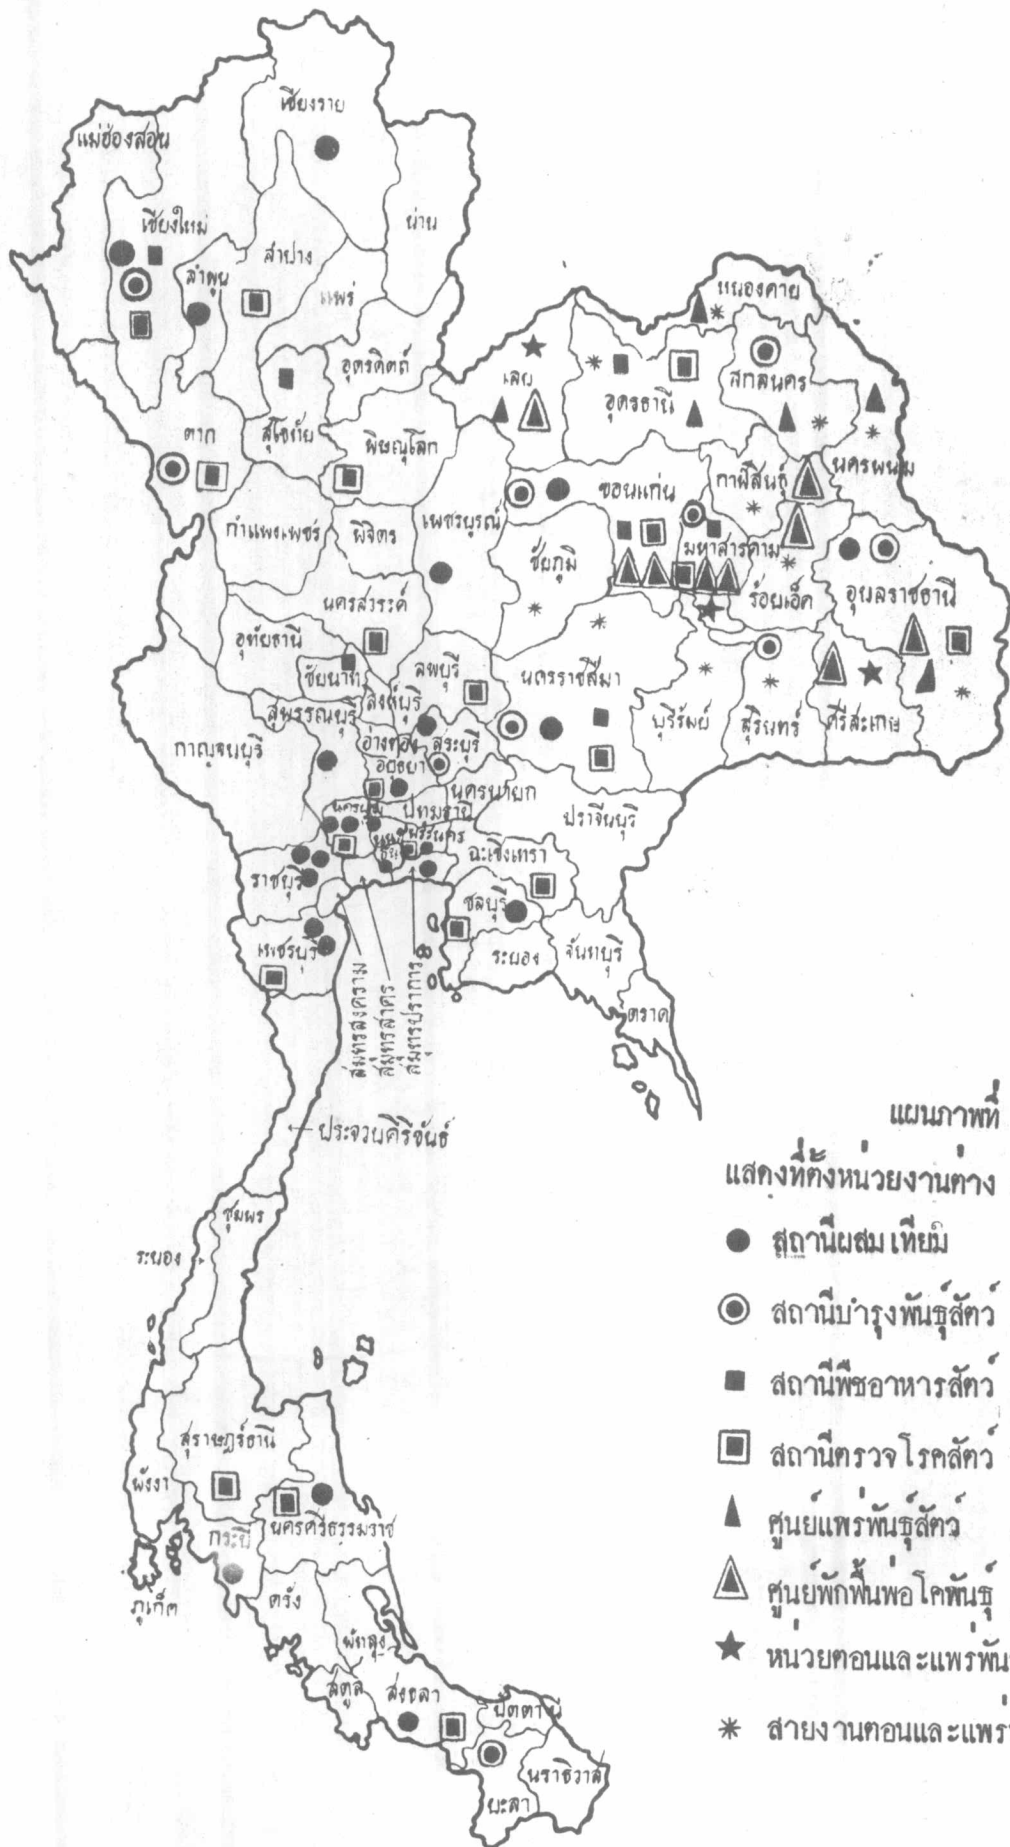 เชียงราย
แม่ฮ่องสอน
น่าน
เชียงใหม่
ลำปาง
ลำพูน
แพร่
หนองคาย
อุตรดิตถ์
เลย
อุดรธานี
สกลนคร
ตาก
สุโขทัย
พิษณุโลก
ขอนแก่น
กาฬสินธุ์
นครพนม
กำแพงเพชร
พิจิตร
เพชรบูรณ์
ชัยภูมิ
มหาสารคาม
ร้อยเอ็ด
อุบลราชธานี
นครสวรรค์
อุทัยธานี
ชัยนาท
ลพบุรี
นครราชสีมา
สิงห์บุรี
สุพรรณบุรี
บุรีรัมย์
สุรินทร์
ศรีสะเกษ
กาญจนบุรี
อ่างทอง
สระบุรี
อยุธยา
นครนายก
ปทุมธานี
ปราจีนบุรี
นครปฐม
พระนคร
ฉะเชิงเทรา
ราชบุรี
ชลบุรี
เพชรบุรี
ระยอง
จันทบุรี
ตราด
สมุทรสงคราม
สมุทรสาคร
สมุทรปราการ
ประจวบคีรีขันธ์
ชุมพร
ระนอง
สุราษฎร์ธานี
พังงา
นครศรีธรรมราช
กระบี่
ภูเก็ต
ตรัง
พัทลุง
สตูล
สงขลา
ปัตตานี
นราธิวาส
ยะลา
แผนภาพที่
แสดงที่ตั้งหน่วยงานต่าง
สถานีผสมเทียม
สถานีบำรุงพันธุ์สัตว์
สถานีพืชอาหารสัตว์
สถานีตรวจโรคสัตว์
ศูนย์แพร่พันธุ์สัตว์
ศูนย์พักฟื้นพ่อโคพันธุ์
หน่วยตอนและแพร่พัน
สายงานตอนและแพร่